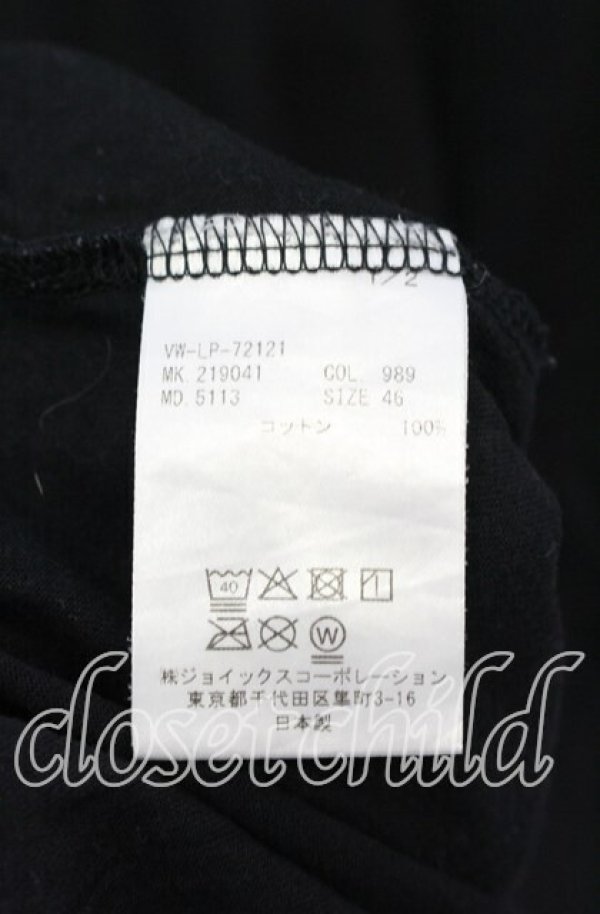 1/2
VW-LP-72121
MK.219041 COL 989
MD.5113 SIZE 46
コットン 100%
40 1
W
株ジョイックスコーポレーション
東京都千代田区隼町3-16
日本製
closet child